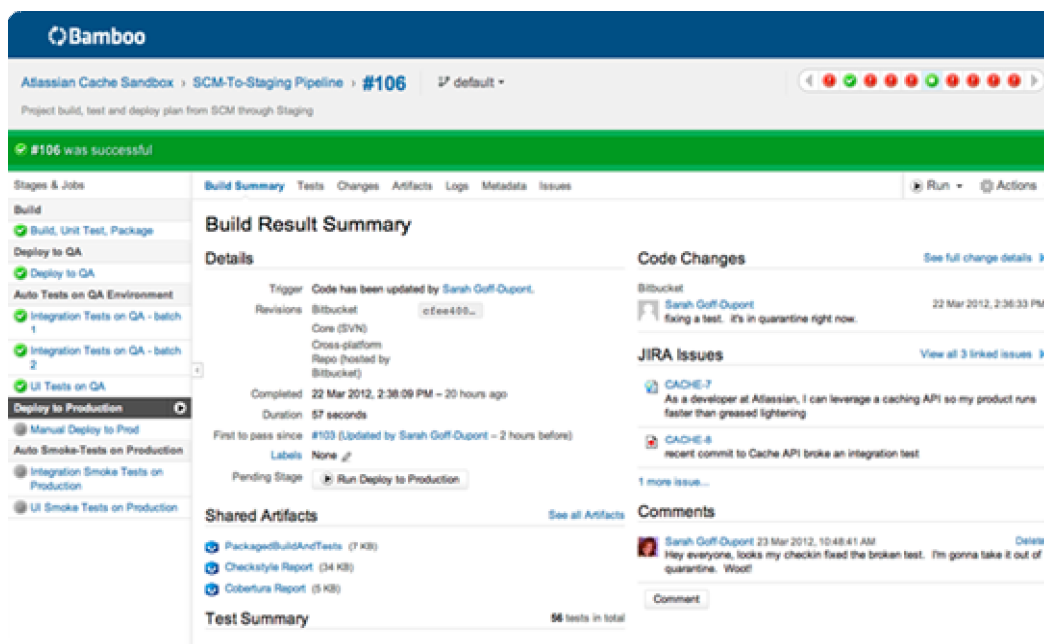 Bamboo
Atlassian Cache Sandbox › SCM-To-Staging Pipeline › #106 default
Project build, test and deploy plan from SCM through Staging
#106 was successful
Stages & Jobs
Build
Build, Unit Test, Package
Deploy to QA
Deploy to QA
Auto Tests on QA Environment
Integration Tests on QA - batch
1
Integration Tests on QA - batch
2
UI Tests on QA
Deploy to Production
Manual Deploy to Prod
Auto Smoke-Tests on Production
Integration Smoke Tests on
Production
UI Smoke Tests on Production
Build Summary Tests Changes Artifacts Logs Metadata Issues
Run Actions
Build Result Summary
Details
Trigger Code has been updated by Sarah Goff-Dupont.
Revisions Bitbucket cfee400…
Core (SVN)
Cross-platform
Repo (hosted by
Bitbucket)
Completed 22 Mar 2012, 2:38:09 PM – 20 hours ago
Duration 57 seconds
First to pass since #103 (Updated by Sarah Goff-Dupont – 2 hours before)
Labels None
Pending Stage Run Deploy to Production
Shared Artifacts See all Artifacts
PackagedBuildAndTests (7 KB)
Checkstyle Report (34 KB)
Cobertura Report (5 KB)
Test Summary 56 tests in total
Code Changes See full change details
Bitbucket
Sarah Goff-Dupont 22 Mar 2012, 2:36:33 PM
fixing a test. it's in quarantine right now.
JIRA Issues View all 3 linked issues
CACHE-7
As a developer at Atlassian, I can leverage a caching API so my product runs
faster than greased lightening
CACHE-8
recent commit to Cache API broke an integration test
1 more issue...
Comments
Sarah Goff-Dupont 23 Mar 2012, 10:48:41 AM Delete
Hey everyone, looks my checkin fixed the broken test. I'm gonna take it out of
quarantine. Woot!
Comment